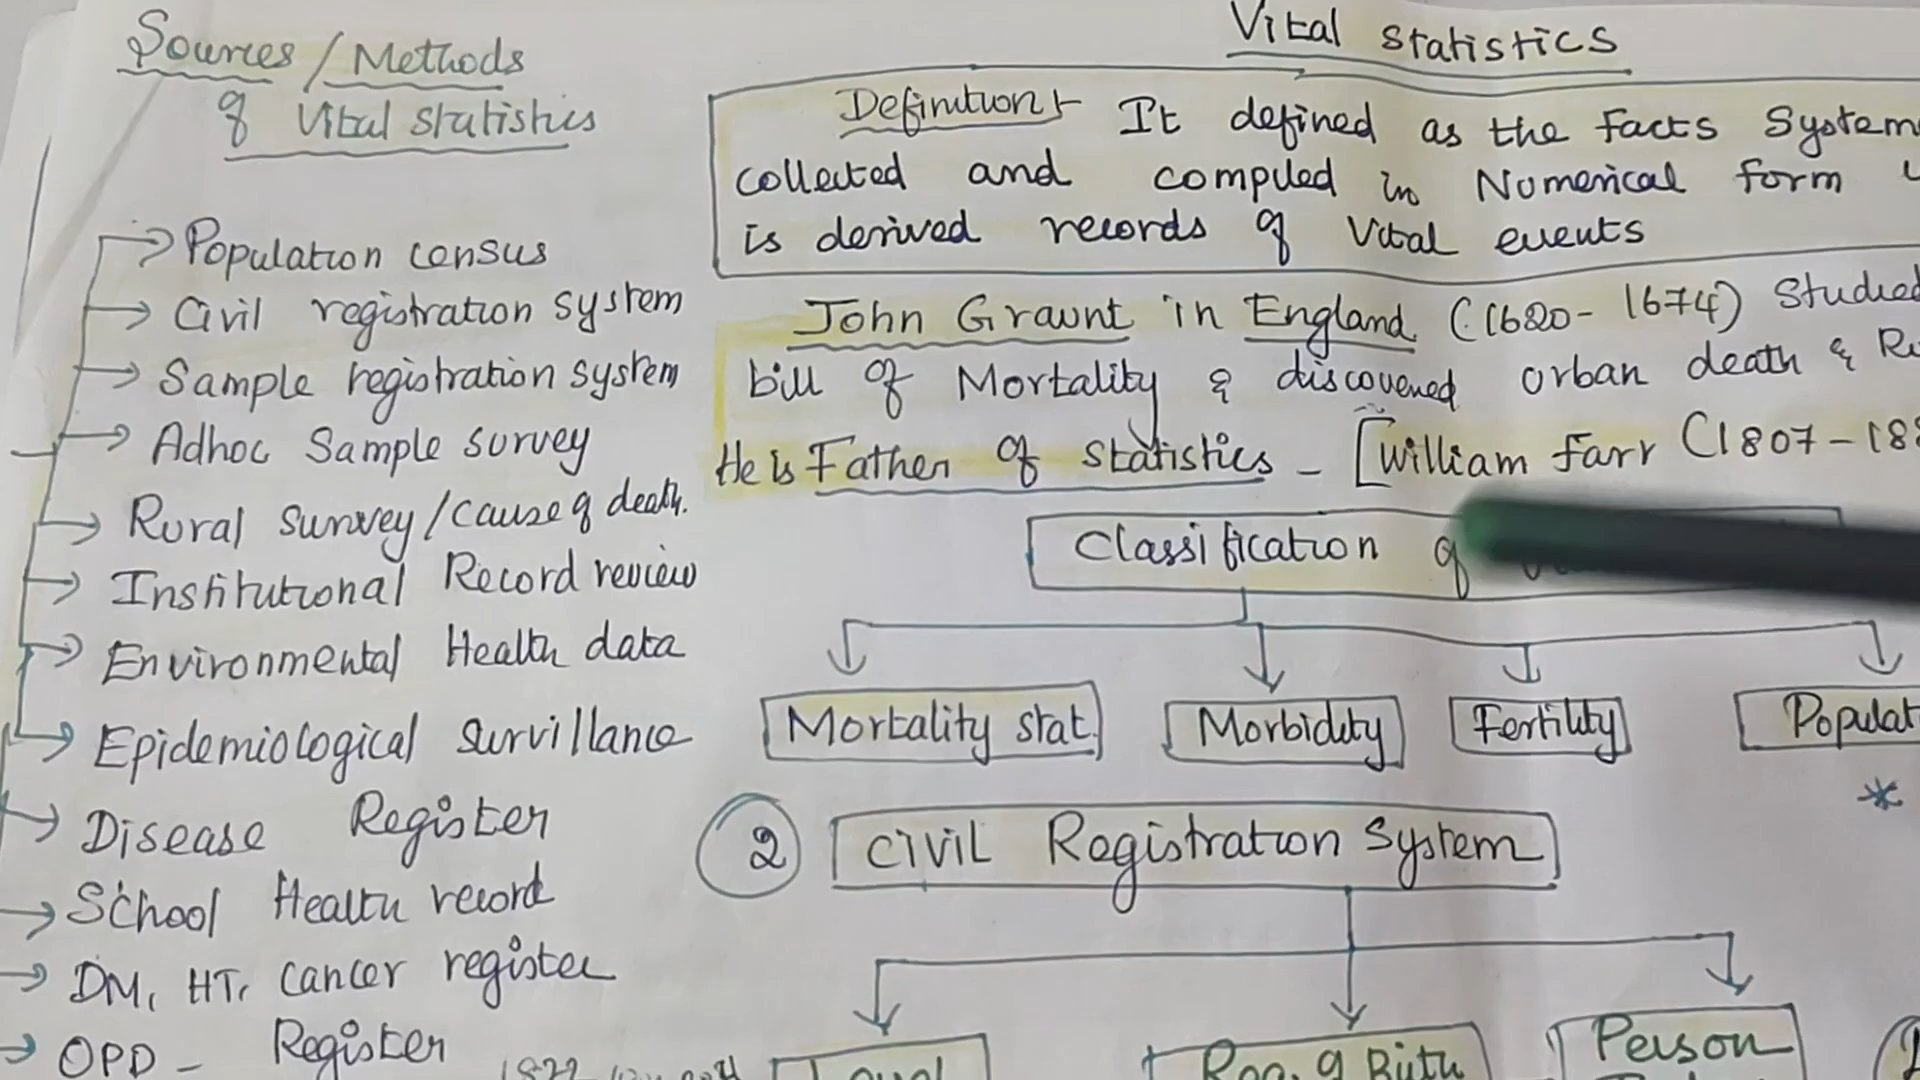 Sources / Methods
of Vital statistics
Population census
Civil registration system
Sample registration system
Adhoc Sample survey
Rural survey / cause of death.
Institutional Record review
Environmental Health data
Epidemiological survillance
Disease Register
School Health record
DM, HT, cancer register
OPD - Register
Vital statistics
Definition :- It defined as the facts System
collected and compiled in Numerical form
is derived records of Vital events
John Graunt in England (1620 - 1674) Studied
bill of Mortality & discovered Urban death &
He is Father of statistics - [William Farr (1807 - 18
Classification of
Mortality stat.
Morbidity
Fertility
Populat
*
2
Civil Registration System
Reg. of Birth
Person